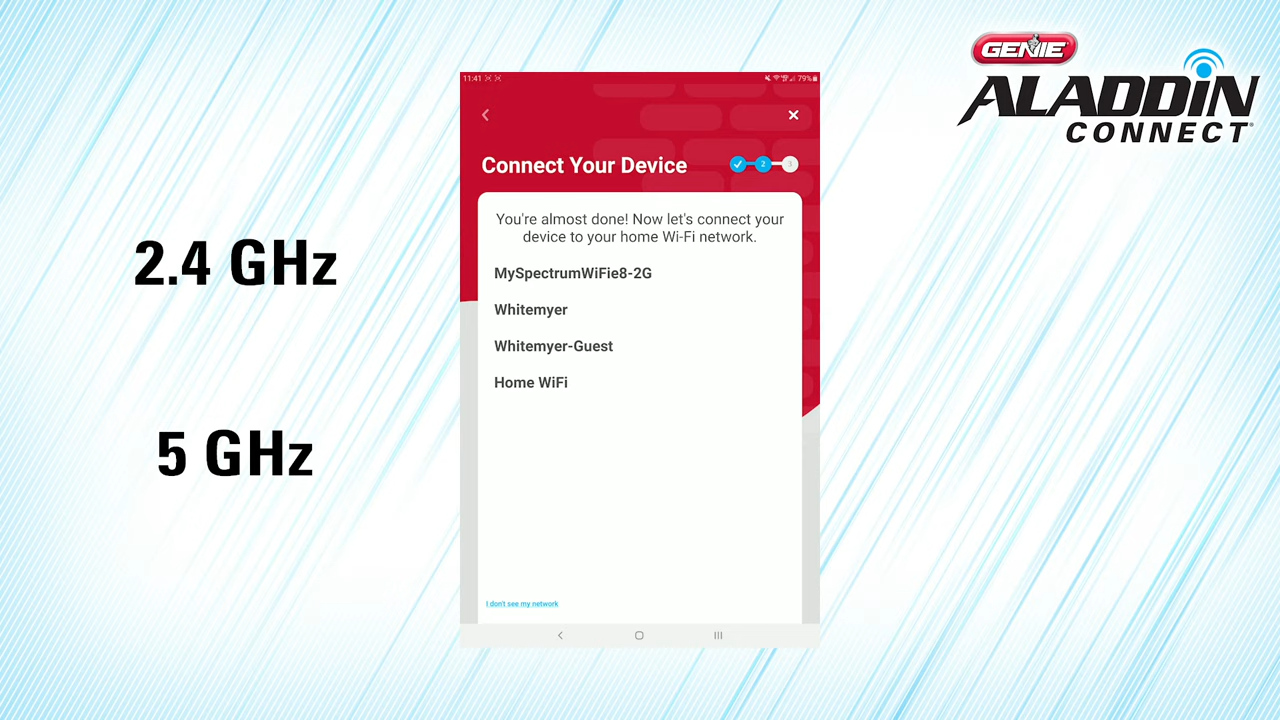 GENIE
ALADDIN
CONNECT®
2.4 GHz
5 GHz
11:41
79%
Connect Your Device
2
3
You're almost done! Now let's connect your
device to your home Wi-Fi network.
MySpectrumWiFie8-2G
Whitemyer
Whitemyer-Guest
Home WiFi
I don't see my network